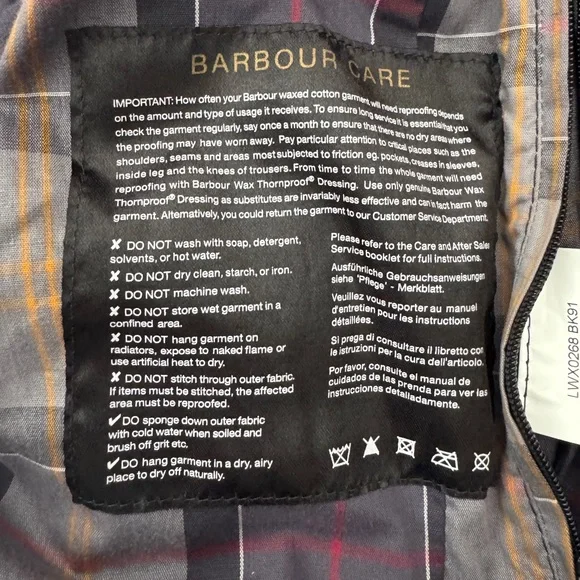 BARBOUR CARE
IMPORTANT: How often your Barbour waxed cotton garment will need reproofing depends
on the amount and type of usage it receives. To ensure long service it is essential that you
check the garment regularly, say once a month to ensure that there are no dry areas where
the proofing may have worn away. Pay particular attention to critical places such as the
shoulders, seams and areas most subjected to friction eg. pockets, creases in sleeves,
inside leg and the knees of trousers. From time to time the whole garment will need
reproofing with Barbour Wax Thornproof® Dressing. Use only genuine Barbour Wax
Thornproof® Dressing as substitutes are invariably less effective and can in fact harm the
garment. Alternatively, you could return the garment to our Customer Service Department.
✘ DO NOT wash with soap, detergent,
solvents, or hot water.
✘ DO NOT dry clean, starch, or iron.
✘ DO NOT machine wash.
✘ DO NOT store wet garment in a
confined area.
✘ DO NOT hang garment on
radiators, expose to naked flame or
use artificial heat to dry.
✘ DO NOT stitch through outer fabric.
If items must be stitched, the affected
area must be reproofed.
✔ DO sponge down outer fabric
with cold water when soiled and
brush off grit etc.
✔ DO hang garment in a dry, airy
place to dry off naturally.
Please refer to the Care and After Sales
Service booklet for full instructions.
Ausführliche Gebrauchsanweisungen
siehe 'Pflege' - Merkblatt.
Veuillez vous reporter au manuel
d'entretien pour les instructions
détaillées.
Si prega di consultare il libretto con
le istruzioni per la cura dell'articolo.
Por favor, consulte el manual de
cuidados de las prenda para ver las
instrucciones detalladamente.
LWX0268 BK91